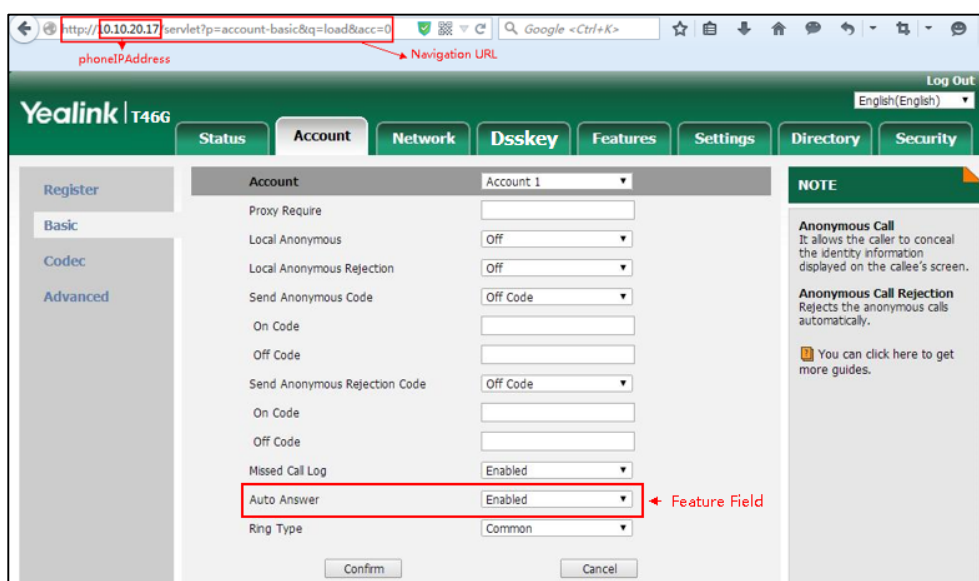 http://10.10.20.17/servlet?p=account-basic&q=load&acc=0
Google <Ctrl+K>
phoneIPAddress
Navigation URL
Log Out
English(English)
Yealink T46G
Status Account Network Dsskey Features Settings Directory Security
Register
Basic
Codec
Advanced
Account Account 1
Proxy Require
Local Anonymous Off
Local Anonymous Rejection Off
Send Anonymous Code Off Code
On Code
Off Code
Send Anonymous Rejection Code Off Code
On Code
Off Code
Missed Call Log Enabled
Auto Answer Enabled
Feature Field
Ring Type Common
Confirm Cancel
NOTE
Anonymous Call
It allows the caller to conceal
the identity information
displayed on the callee's screen.
Anonymous Call Rejection
Rejects the anonymous calls
automatically.
You can click here to get
more guides.